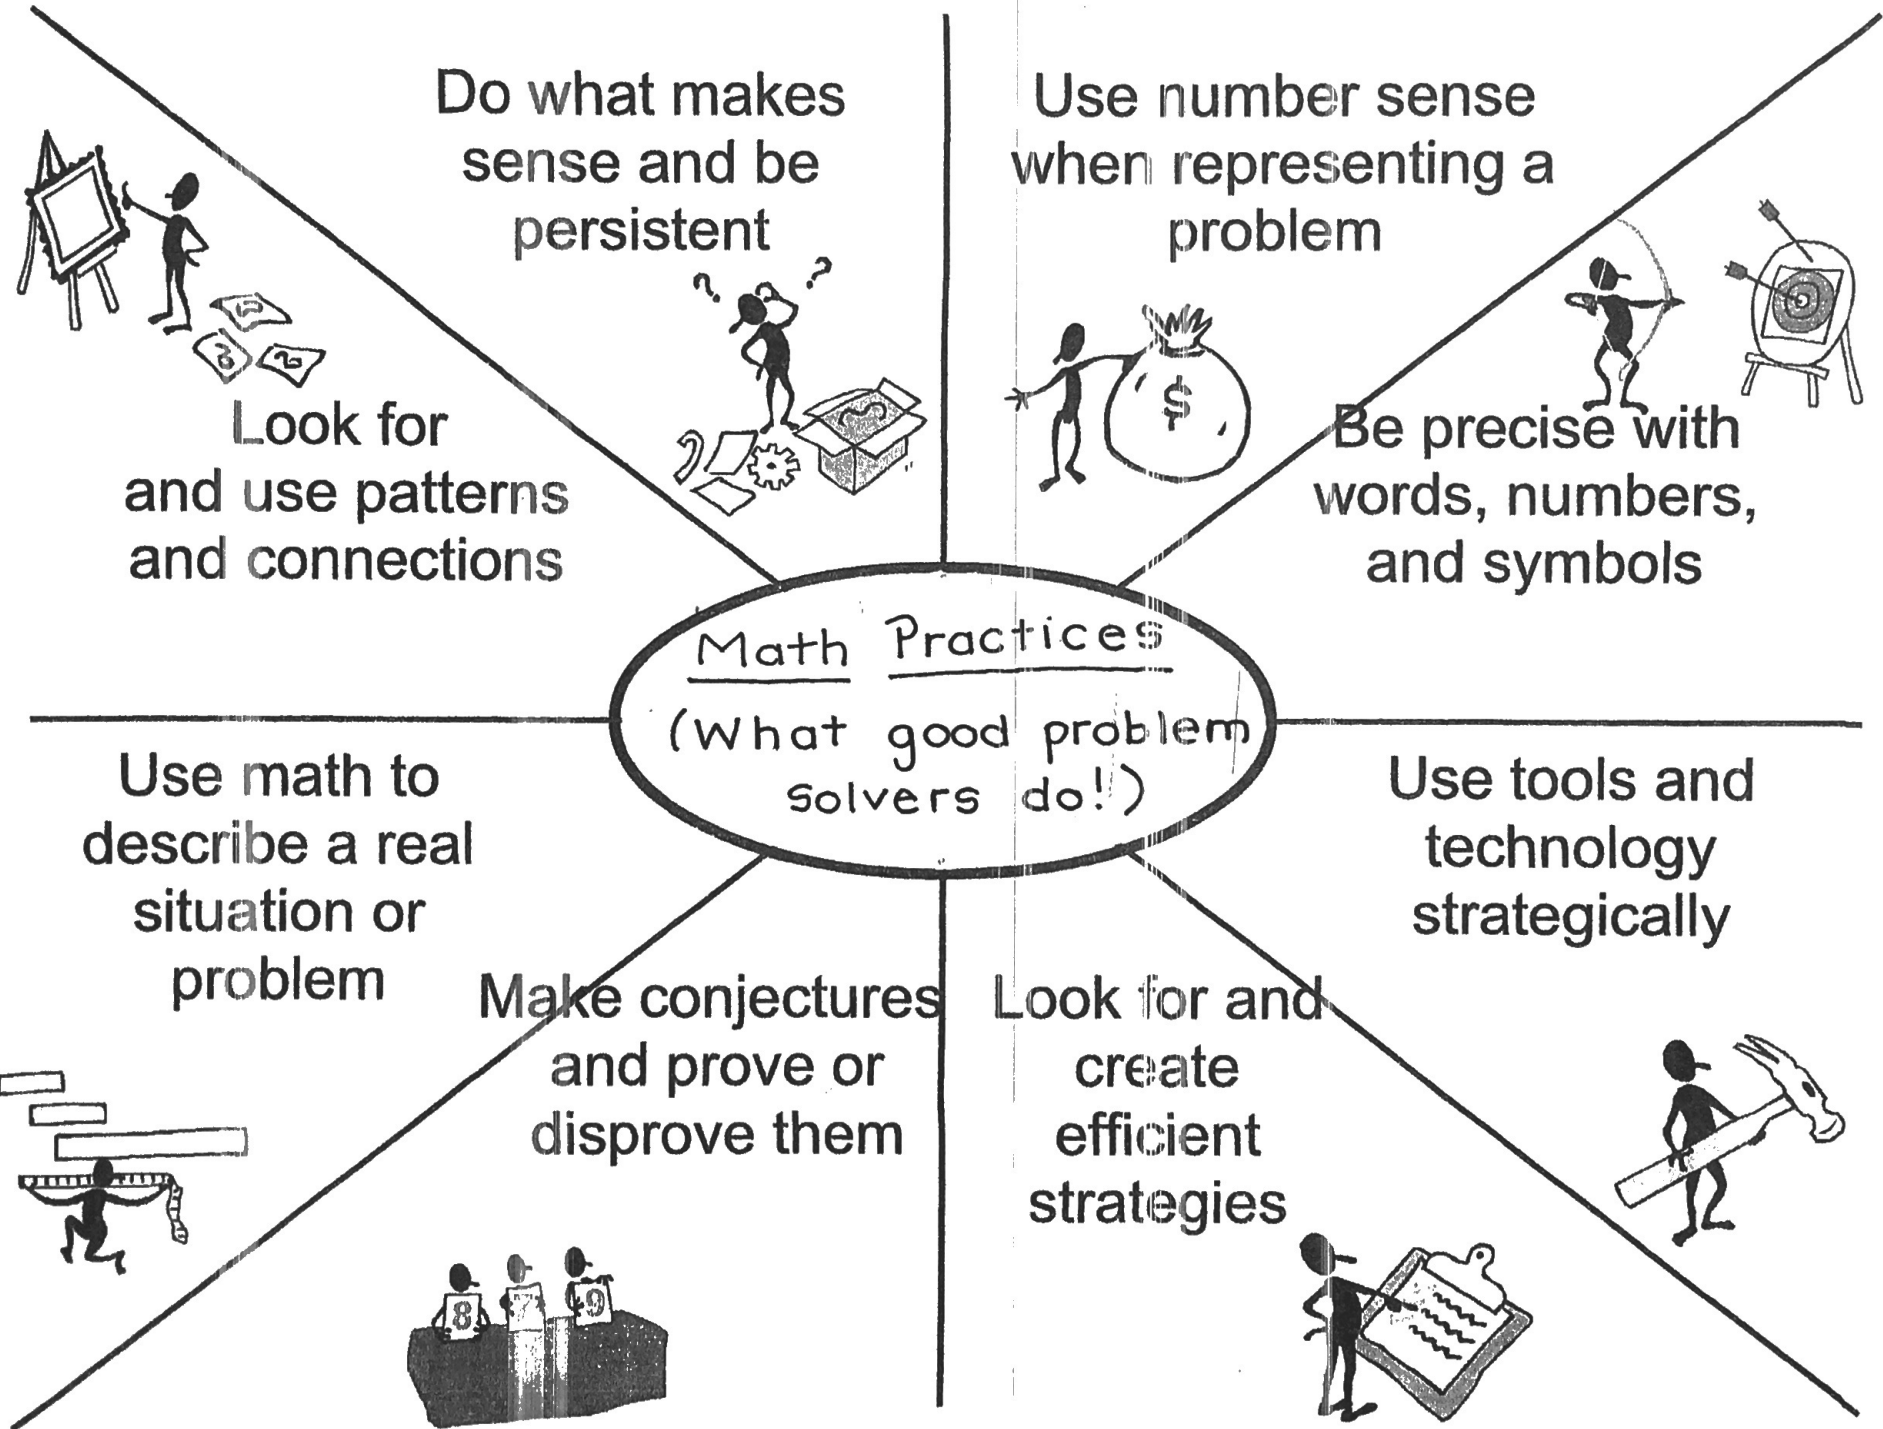 Do what makes
sense and be
persistent
Use number sense
when representing a
problem
Look for
and use patterns
and connections
$
Be precise with
words, numbers,
and symbols
Math Practices
(What good problem
solvers do!)
Use math to
describe a real
situation or
problem
Use tools and
technology
strategically
Make conjectures
and prove or
disprove them
Look for and
create
efficient
strategies
8 7 9
? ?